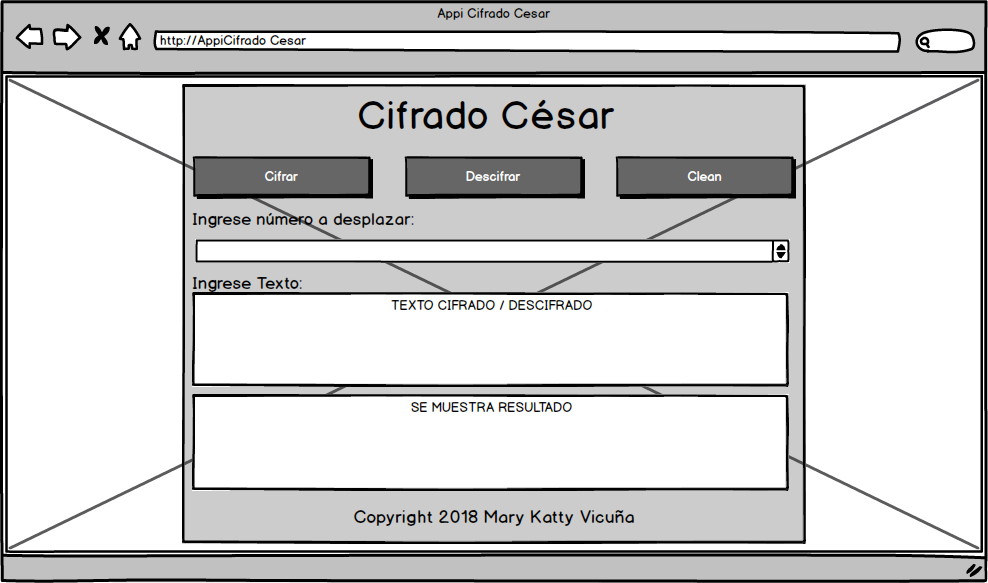 Appi Cifrado Cesar
http://AppiCifrado Cesar
Cifrado César
Cifrar
Descifrar
Clean
Ingrese número a desplazar:
Ingrese Texto:
TEXTO CIFRADO / DESCIFRADO
SE MUESTRA RESULTADO
Copyright 2018 Mary Katty Vicuña